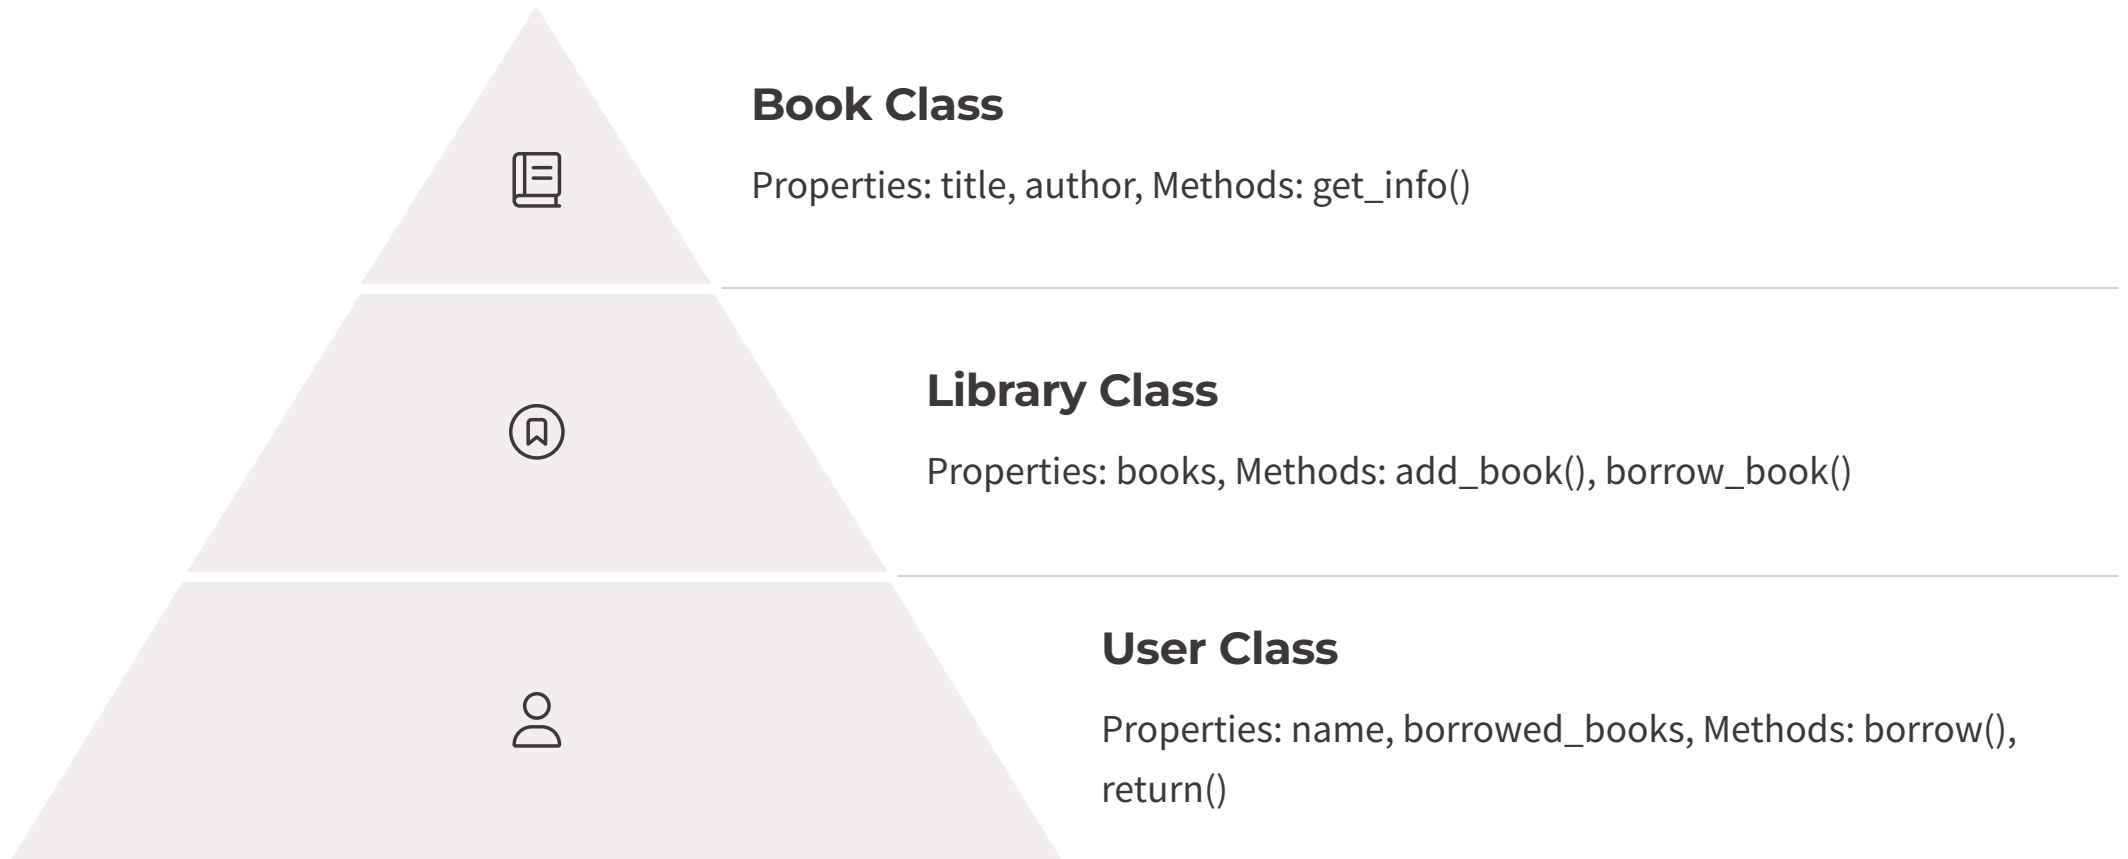 Book Class
Properties: title, author, Methods: get_info()
Library Class
Properties: books, Methods: add_book(), borrow_book()
User Class
Properties: name, borrowed_books, Methods: borrow(),
return()